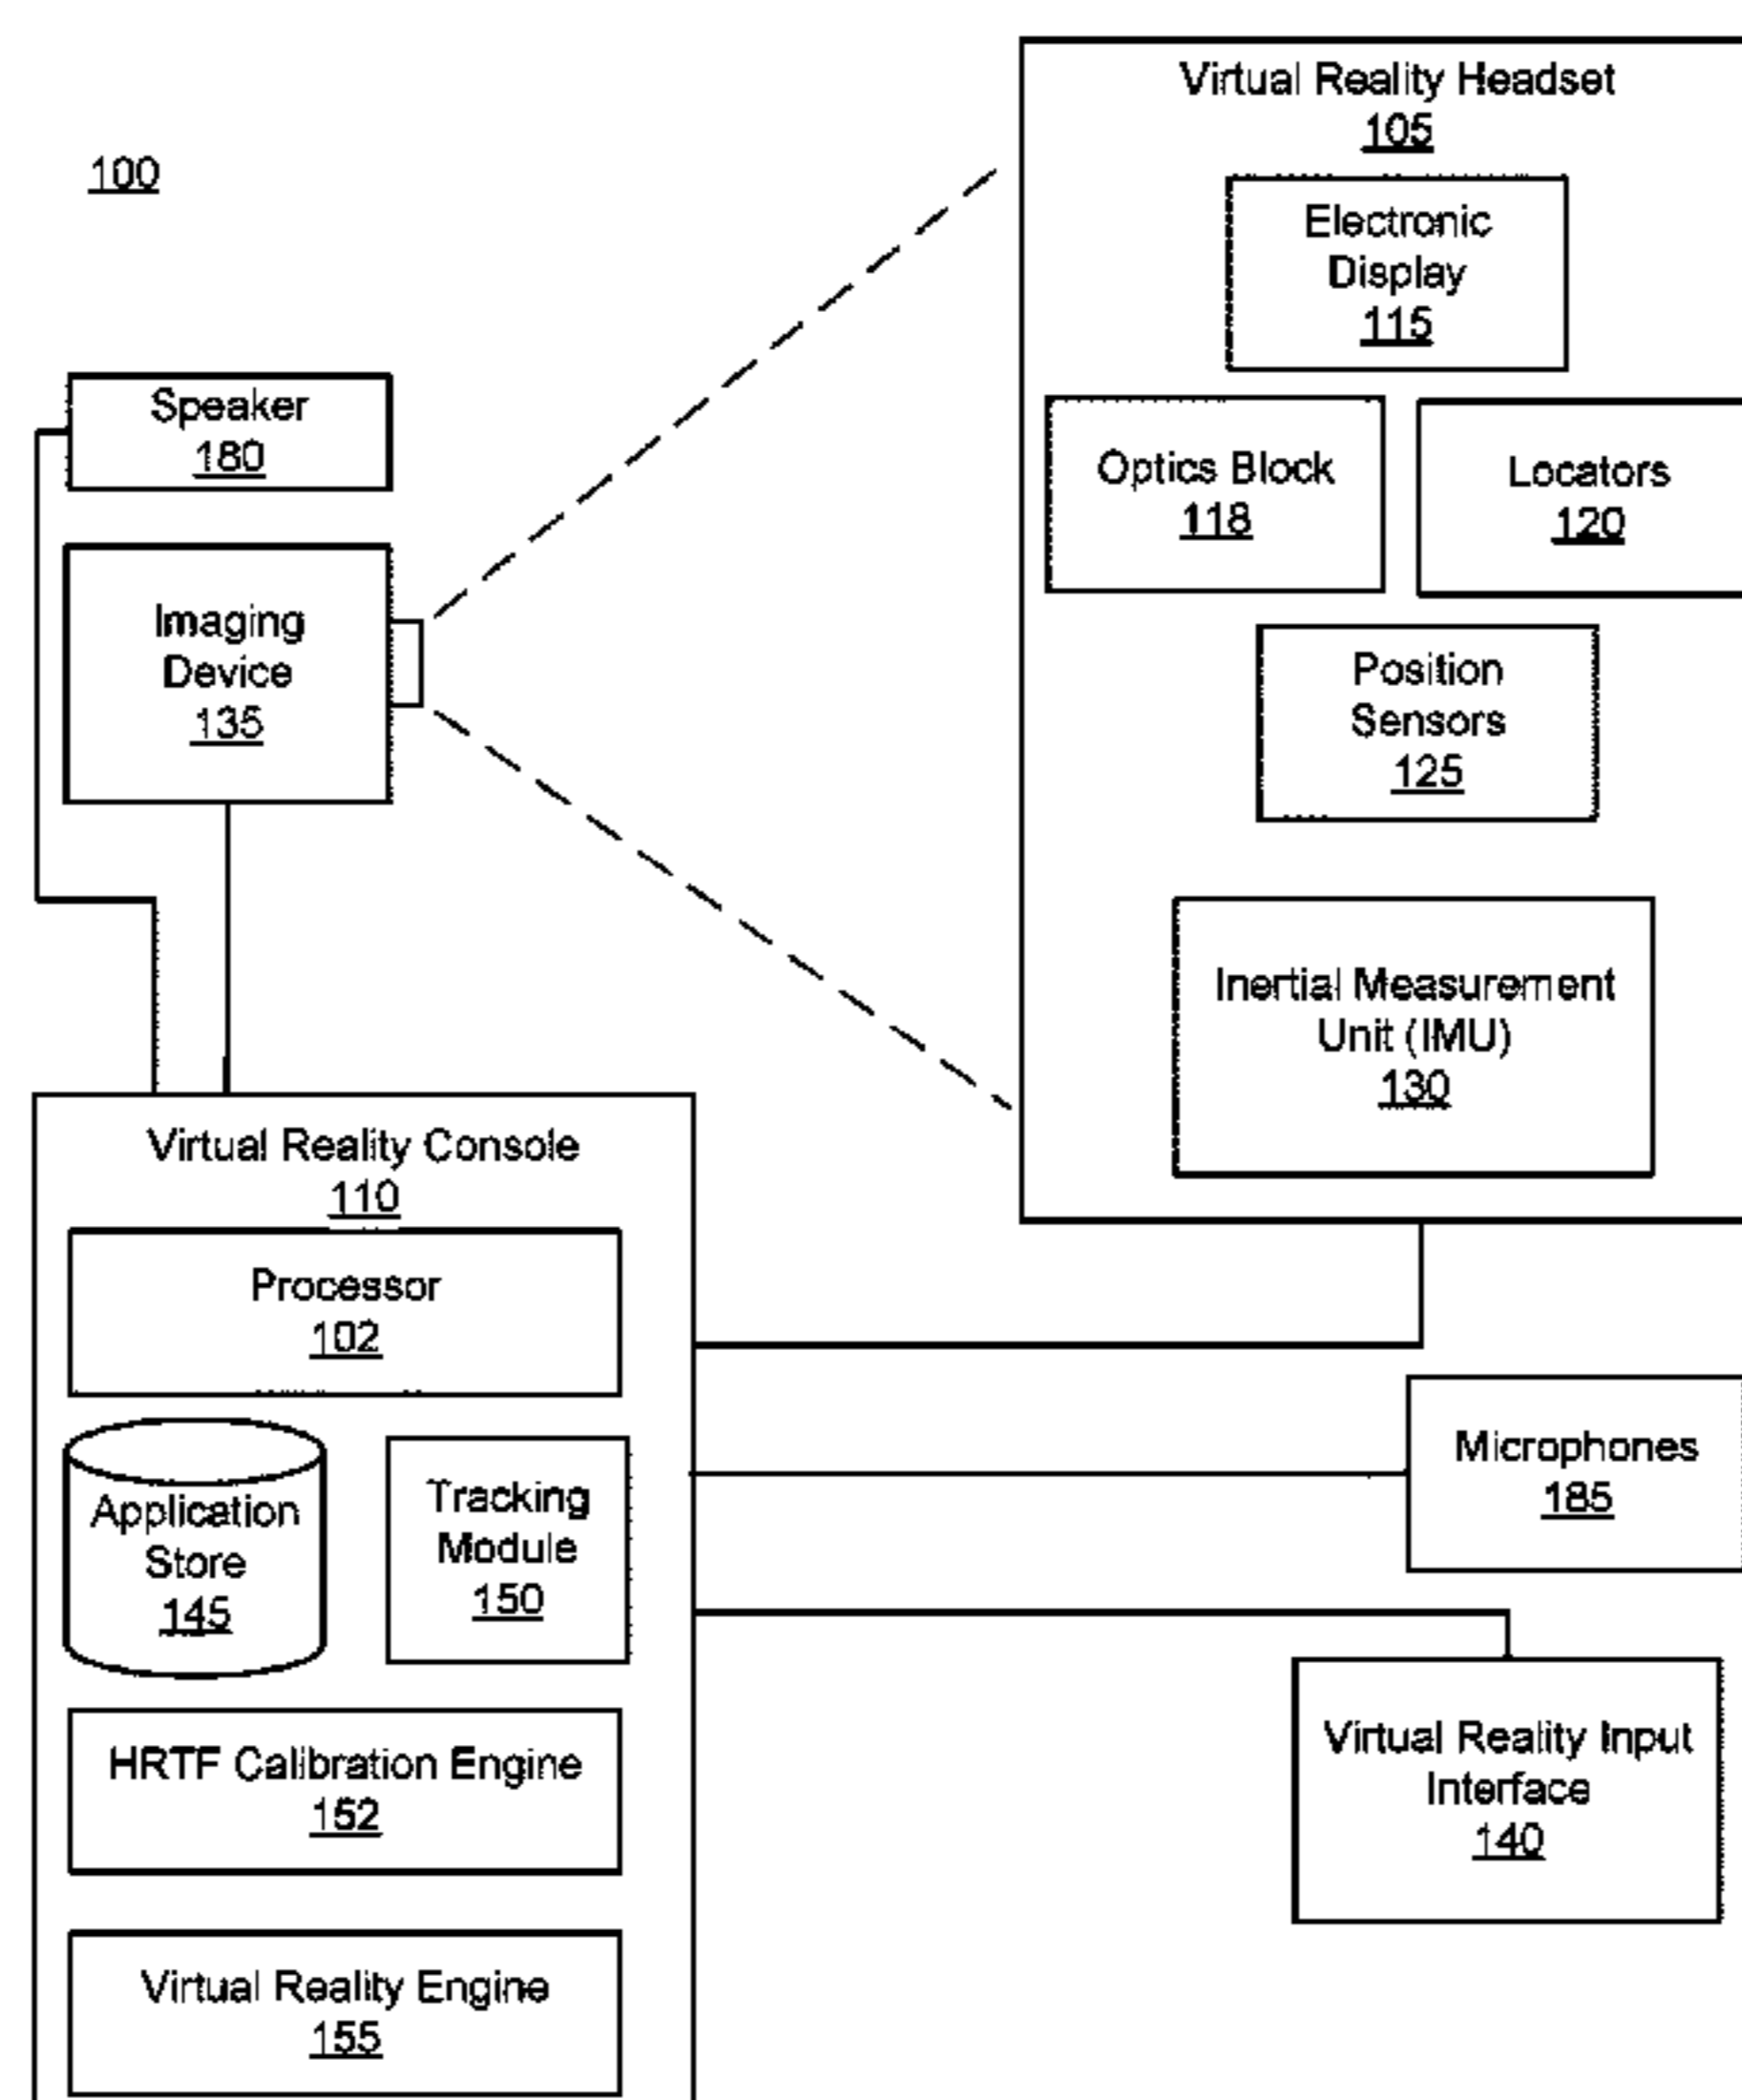 100
Speaker
180
Imaging
Device
135
Virtual Reality Headset
105
Electronic
Display
115
Optics Block
118
Locators
120
Position
Sensors
125
Inertial Measurement
Unit (IMU)
130
Virtual Reality Console
110
Processor
102
Application
Store
145
Tracking
Module
150
HRTF Calibration Engine
152
Virtual Reality Engine
155
Microphones
185
Virtual Reality Input
Interface
140